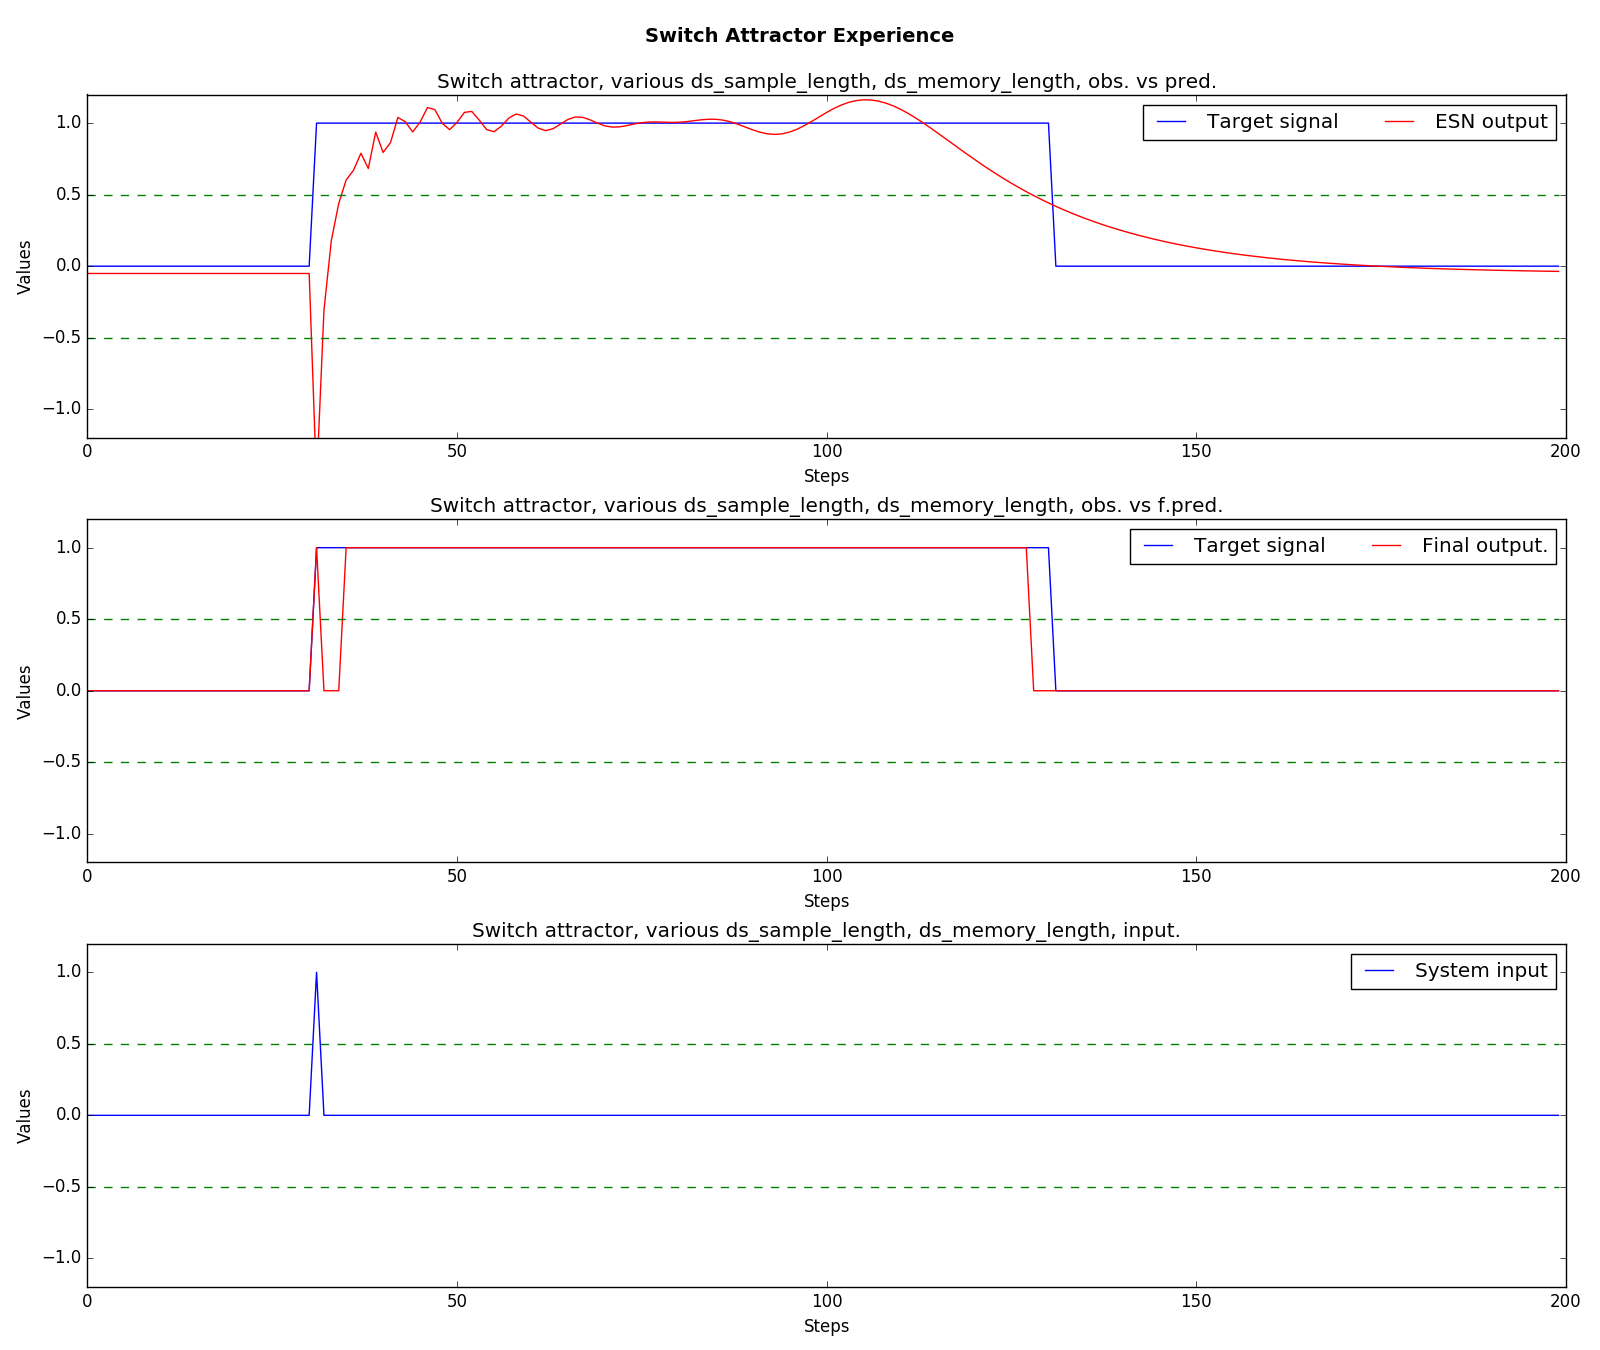 Switch Attractor Experience
Switch attractor, various ds_sample_length, ds_memory_length, obs. vs pred.
1.0
0.5
0.0
−0.5
−1.0
Values
Target signal ESN output
0 50 100 150 200
Steps
Switch attractor, various ds_sample_length, ds_memory_length, obs. vs f.pred.
1.0
0.5
0.0
−0.5
−1.0
Values
Target signal Final output.
0 50 100 150 200
Steps
Switch attractor, various ds_sample_length, ds_memory_length, input.
1.0
0.5
0.0
−0.5
−1.0
Values
System input
0 50 100 150 200
Steps